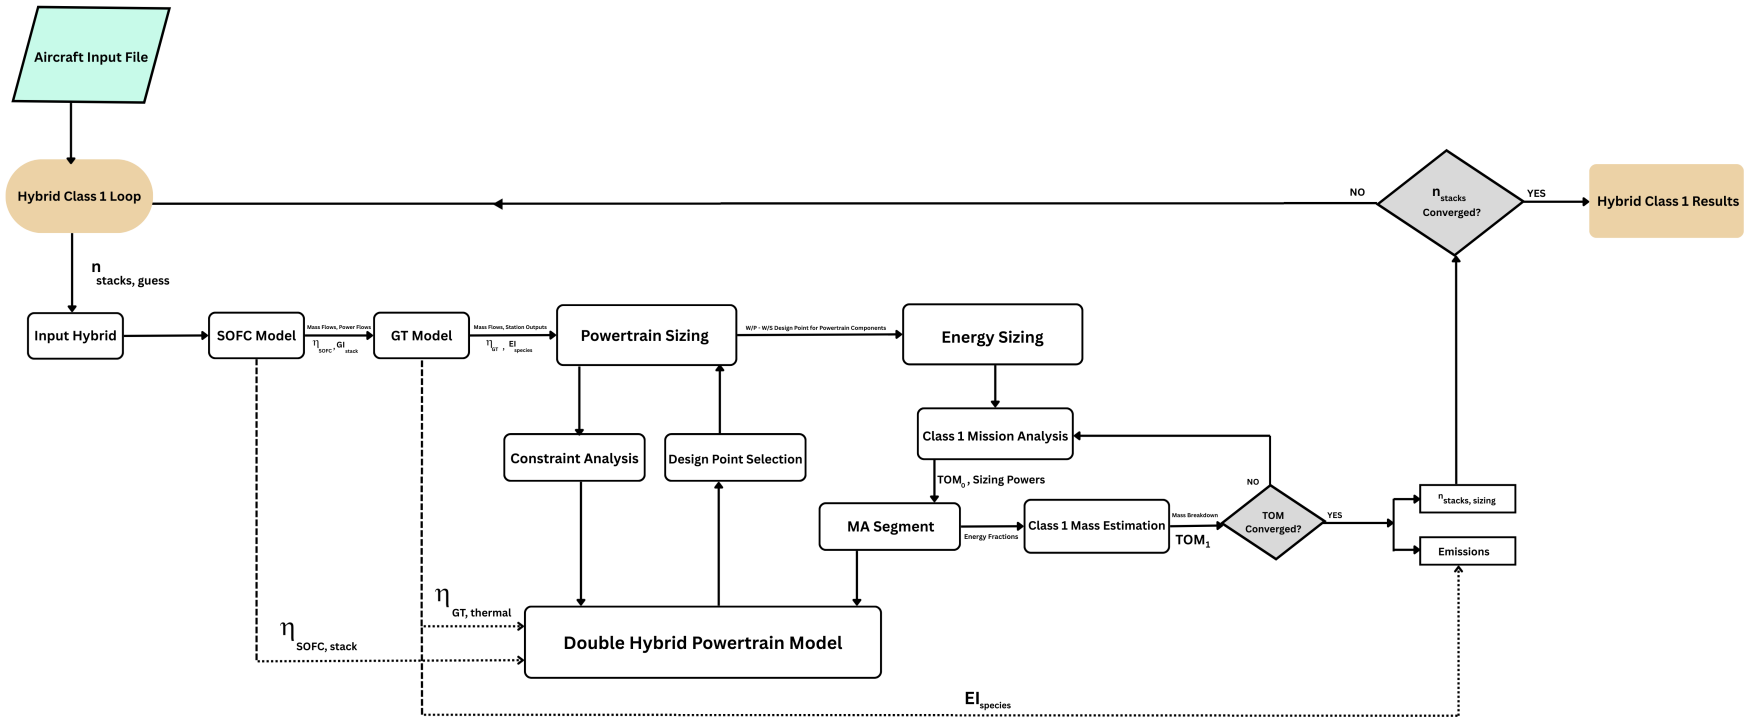 Aircraft Input File
Hybrid Class 1 Loop
NO
n
stacks
Converged?
YES
Hybrid Class 1 Results
n
stacks, guess
Input Hybrid
SOFC Model
Mass Flows, Power Flows
η SOFC, GI stack
GT Model
Mass Flows, Station Outputs
η GT, EI species
Powertrain Sizing
W/P - W/S Design Point for Powertrain Components
Energy Sizing
Constraint Analysis
Design Point Selection
Class 1 Mission Analysis
TOM0, Sizing Powers
MA Segment
Energy Fractions
Class 1 Mass Estimation
Mass Breakdown
TOM1
NO
TOM
Converged?
YES
n stacks, sizing
Emissions
η
GT, thermal
η
SOFC, stack
Double Hybrid Powertrain Model
EI species